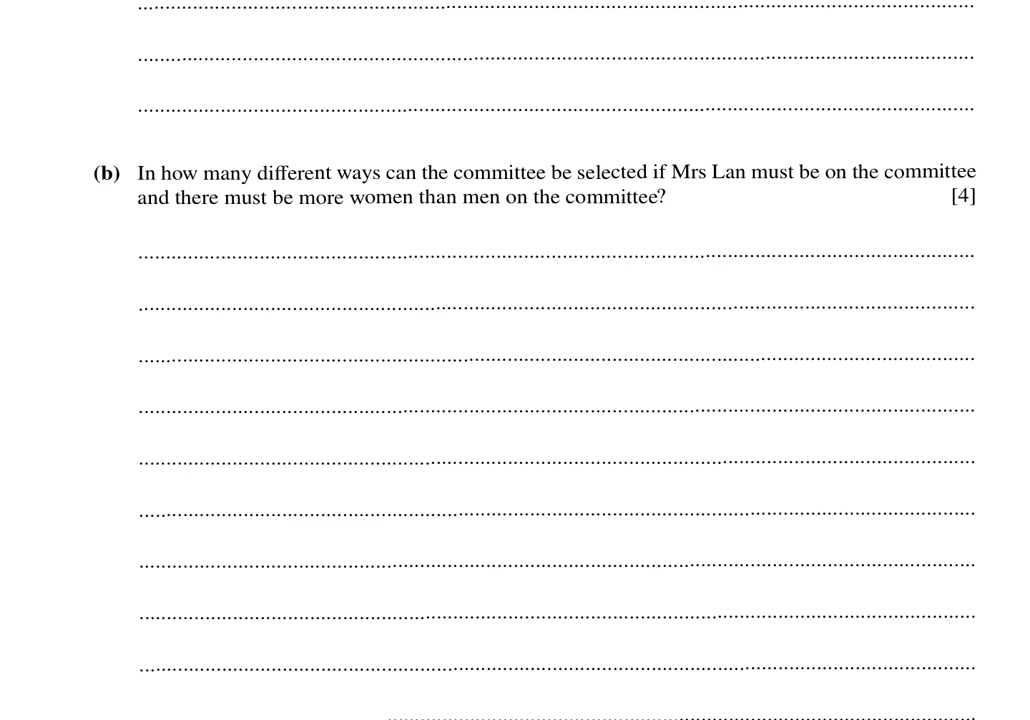 (b) In how many different ways can the committee be selected if Mrs Lan must be on the committee
and there must be more women than men on the committee? [4]